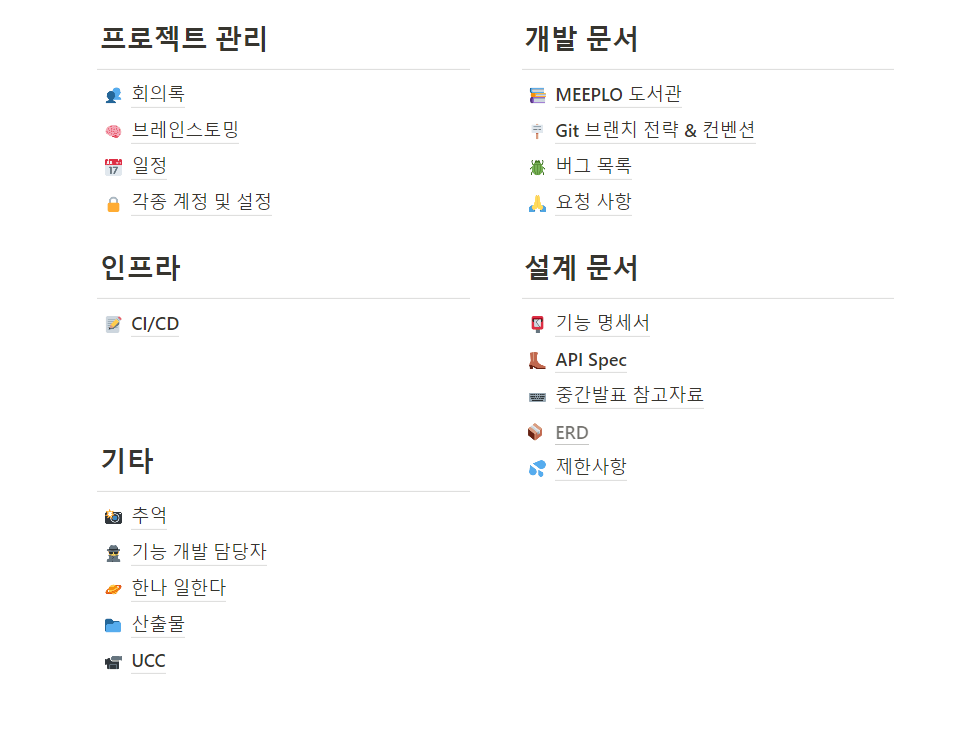 프로젝트 관리
회의록
브레인스토밍
일정
각종 계정 및 설정
인프라
CI/CD
기타
추억
기능 개발 담당자
한나 일한다
산출물
UCC
개발 문서
MEEPLO 도서관
Git 브랜치 전략 & 컨벤션
버그 목록
요청 사항
설계 문서
기능 명세서
API Spec
중간발표 참고자료
ERD
제한사항